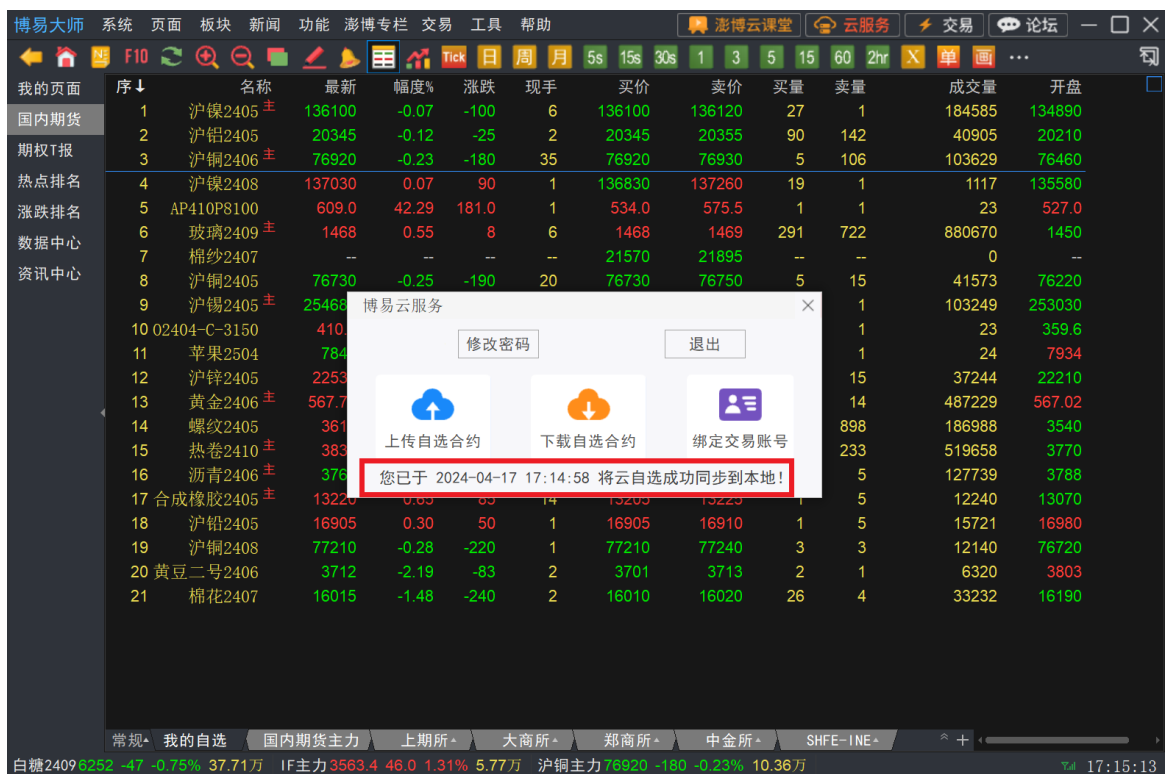 博易大师 系统 页面 板块 新闻 功能 澎博专栏 交易 工具 帮助 澎博云课堂 云服务 交易 论坛
F10 Tick 日 周 月 5s 15s 30s 1 3 5 15 60 2hr X 单 画 ···
我的页面
国内期货
期权T报
热点排名
涨跌排名
数据中心
资讯中心
序↓ 名称 最新 幅度% 涨跌 现手 买价 卖价 买量 卖量 成交量 开盘
1 沪镍2405主 136100 -0.07 -100 6 136100 136120 27 1 184585 134890
2 沪铝2405 20345 -0.12 -25 2 20345 20355 90 142 40905 20210
3 沪铜2406主 76920 -0.23 -180 35 76920 76930 5 106 103629 76460
4 沪镍2408 137030 0.07 90 1 136830 137260 19 1 1117 135580
5 AP410P8100 609.0 42.29 181.0 1 534.0 575.5 1 1 23 527.0
6 玻璃2409主 1468 0.55 8 6 1468 1469 291 722 880670 1450
7 棉纱2407 -- -- -- -- 21570 21895 -- -- 0 --
8 沪铜2405 76730 -0.25 -190 20 76730 76750 5 15 41573 76220
9 沪锡2405主 25468 1 103249 253030
10 02404-C-3150 410. 1 23 359.6
11 苹果2504 784 1 24 7934
12 沪锌2405 2253 15 37244 22210
13 黄金2406主 567.7 14 487229 567.02
14 螺纹2405 361 898 186988 3540
15 热卷2410主 383 233 519658 3770
16 沥青2406主 376 5 127739 3788
17 合成橡胶2405主 13220 0.65 85 14 13205 13225 1 5 12240 13070
18 沪铅2405 16905 0.30 50 1 16905 16910 1 5 15721 16980
19 沪铜2408 77210 -0.28 -220 1 77210 77240 3 3 12140 76720
20 黄豆二号2406 3712 -2.19 -83 2 3701 3713 2 1 6320 3803
21 棉花2407 16015 -1.48 -240 2 16010 16020 26 4 33232 16190
博易云服务
修改密码 退出
上传自选合约 下载自选合约 绑定交易账号
您已于 2024-04-17 17:14:58 将云自选成功同步到本地!
常规 我的自选 国内期货主力 上期所 大商所 郑商所 中金所 SHFE-INE
白糖2409 6252 -47 -0.75% 37.71万 IF主力 3563.4 46.0 1.31% 5.77万 沪铜主力 76920 -180 -0.23% 10.36万 17:15:13